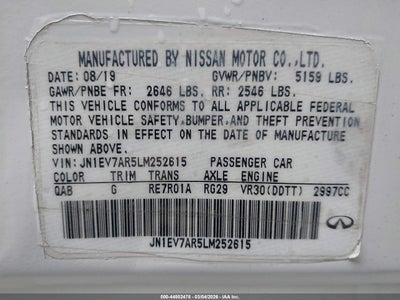 MANUFACTURED BY NISSAN MOTOR CO.,LTD.
DATE: 08/19 GVWR/PNBV: 5159 LBS.
GAWR/PNBE FR: 2646 LBS. RR: 2546 LBS.
THIS VEHICLE CONFORMS TO ALL APPLICABLE FEDERAL
MOTOR VEHICLE SAFETY,BUMPER,AND THEFT PREVENTION
STANDARDS IN EFFECT ON THE DATE OF MANUFACTURE
SHOWN ABOVE.
VIN: JN1EV7AR5LM252615 PASSENGER CAR
COLOR TRIM TRANS AXLE ENGINE
QAB G RE7R01A RG29 VR30(DDTT) 2997CC
JN1EV7AR5LM252615
INFINITI
500-44602478 - 03/04/2026 - IAA Inc.